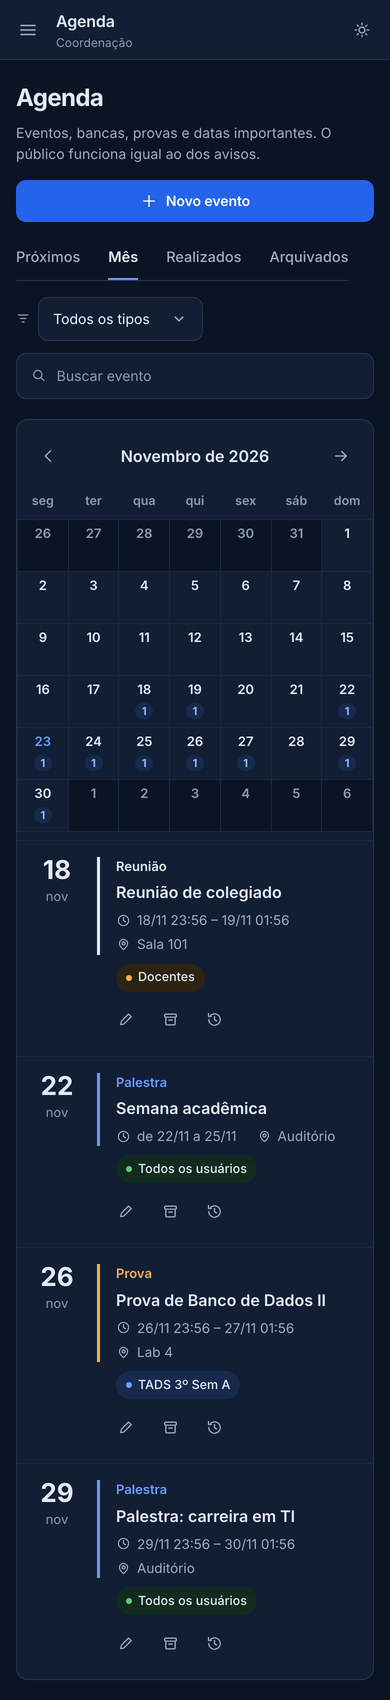 Agenda
Coordenação
Agenda
Eventos, bancas, provas e datas importantes. O
público funciona igual ao dos avisos.
Novo evento
Próximos Mês Realizados Arquivados
Todos os tipos
Buscar evento
Novembro de 2026
seg ter qua qui sex sáb dom
26 27 28 29 30 31 1
2 3 4 5 6 7 8
9 10 11 12 13 14 15
16 17 18 19 20 21 22
1 1 1
23 24 25 26 27 28 29
1 1 1 1 1 1
30 1 2 3 4 5 6
1
18
nov
Reunião
Reunião de colegiado
18/11 23:56 – 19/11 01:56
Sala 101
Docentes
22
nov
Palestra
Semana acadêmica
de 22/11 a 25/11 Auditório
Todos os usuários
26
nov
Prova
Prova de Banco de Dados II
26/11 23:56 – 27/11 01:56
Lab 4
TADS 3º Sem A
29
nov
Palestra
Palestra: carreira em TI
29/11 23:56 – 30/11 01:56
Auditório
Todos os usuários